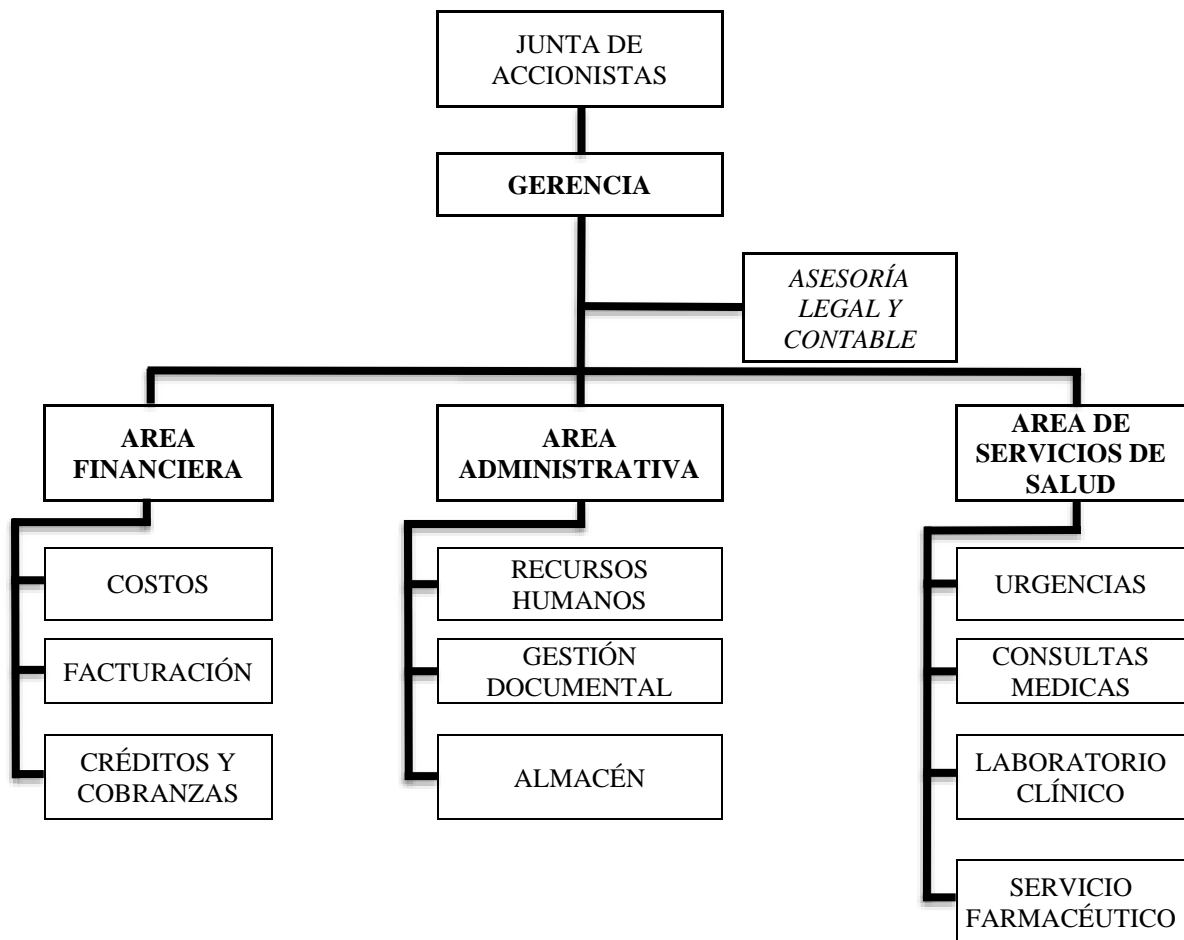 JUNTA DE
ACCIONISTAS
GERENCIA
ASESORÍA
LEGAL Y
CONTABLE
AREA
FINANCIERA
COSTOS
FACTURACIÓN
CRÉDITOS Y
COBRANZAS
AREA
ADMINISTRATIVA
RECURSOS
HUMANOS
GESTIÓN
DOCUMENTAL
ALMACÉN
AREA DE
SERVICIOS DE
SALUD
URGENCIAS
CONSULTAS
MEDICAS
LABORATORIO
CLÍNICO
SERVICIO
FARMACÉUTICO